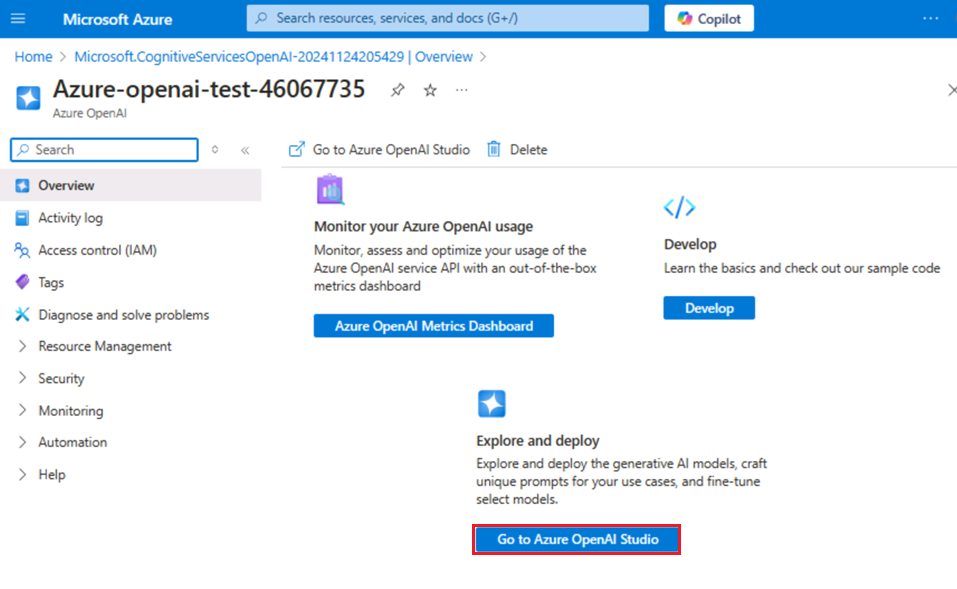 Microsoft Azure
Search resources, services, and docs (G+/)
Copilot
...
Home > Microsoft.CognitiveServicesOpenAI-20241124205429 | Overview >
Azure-openai-test-46067735
...
Azure OpenAI
Search
Go to Azure OpenAI Studio
Delete
Overview
Activity log
Access control (IAM)
Tags
Diagnose and solve problems
Resource Management
Security
Monitoring
Automation
Help
Monitor your Azure OpenAI usage
Monitor, assess and optimize your usage of the
Azure OpenAI service API with an out-of-the-box
metrics dashboard
Azure OpenAI Metrics Dashboard
Develop
Learn the basics and check out our sample code
Develop
Explore and deploy
Explore and deploy the generative AI models, craft
unique prompts for your use cases, and fine-tune
select models.
Go to Azure OpenAI Studio